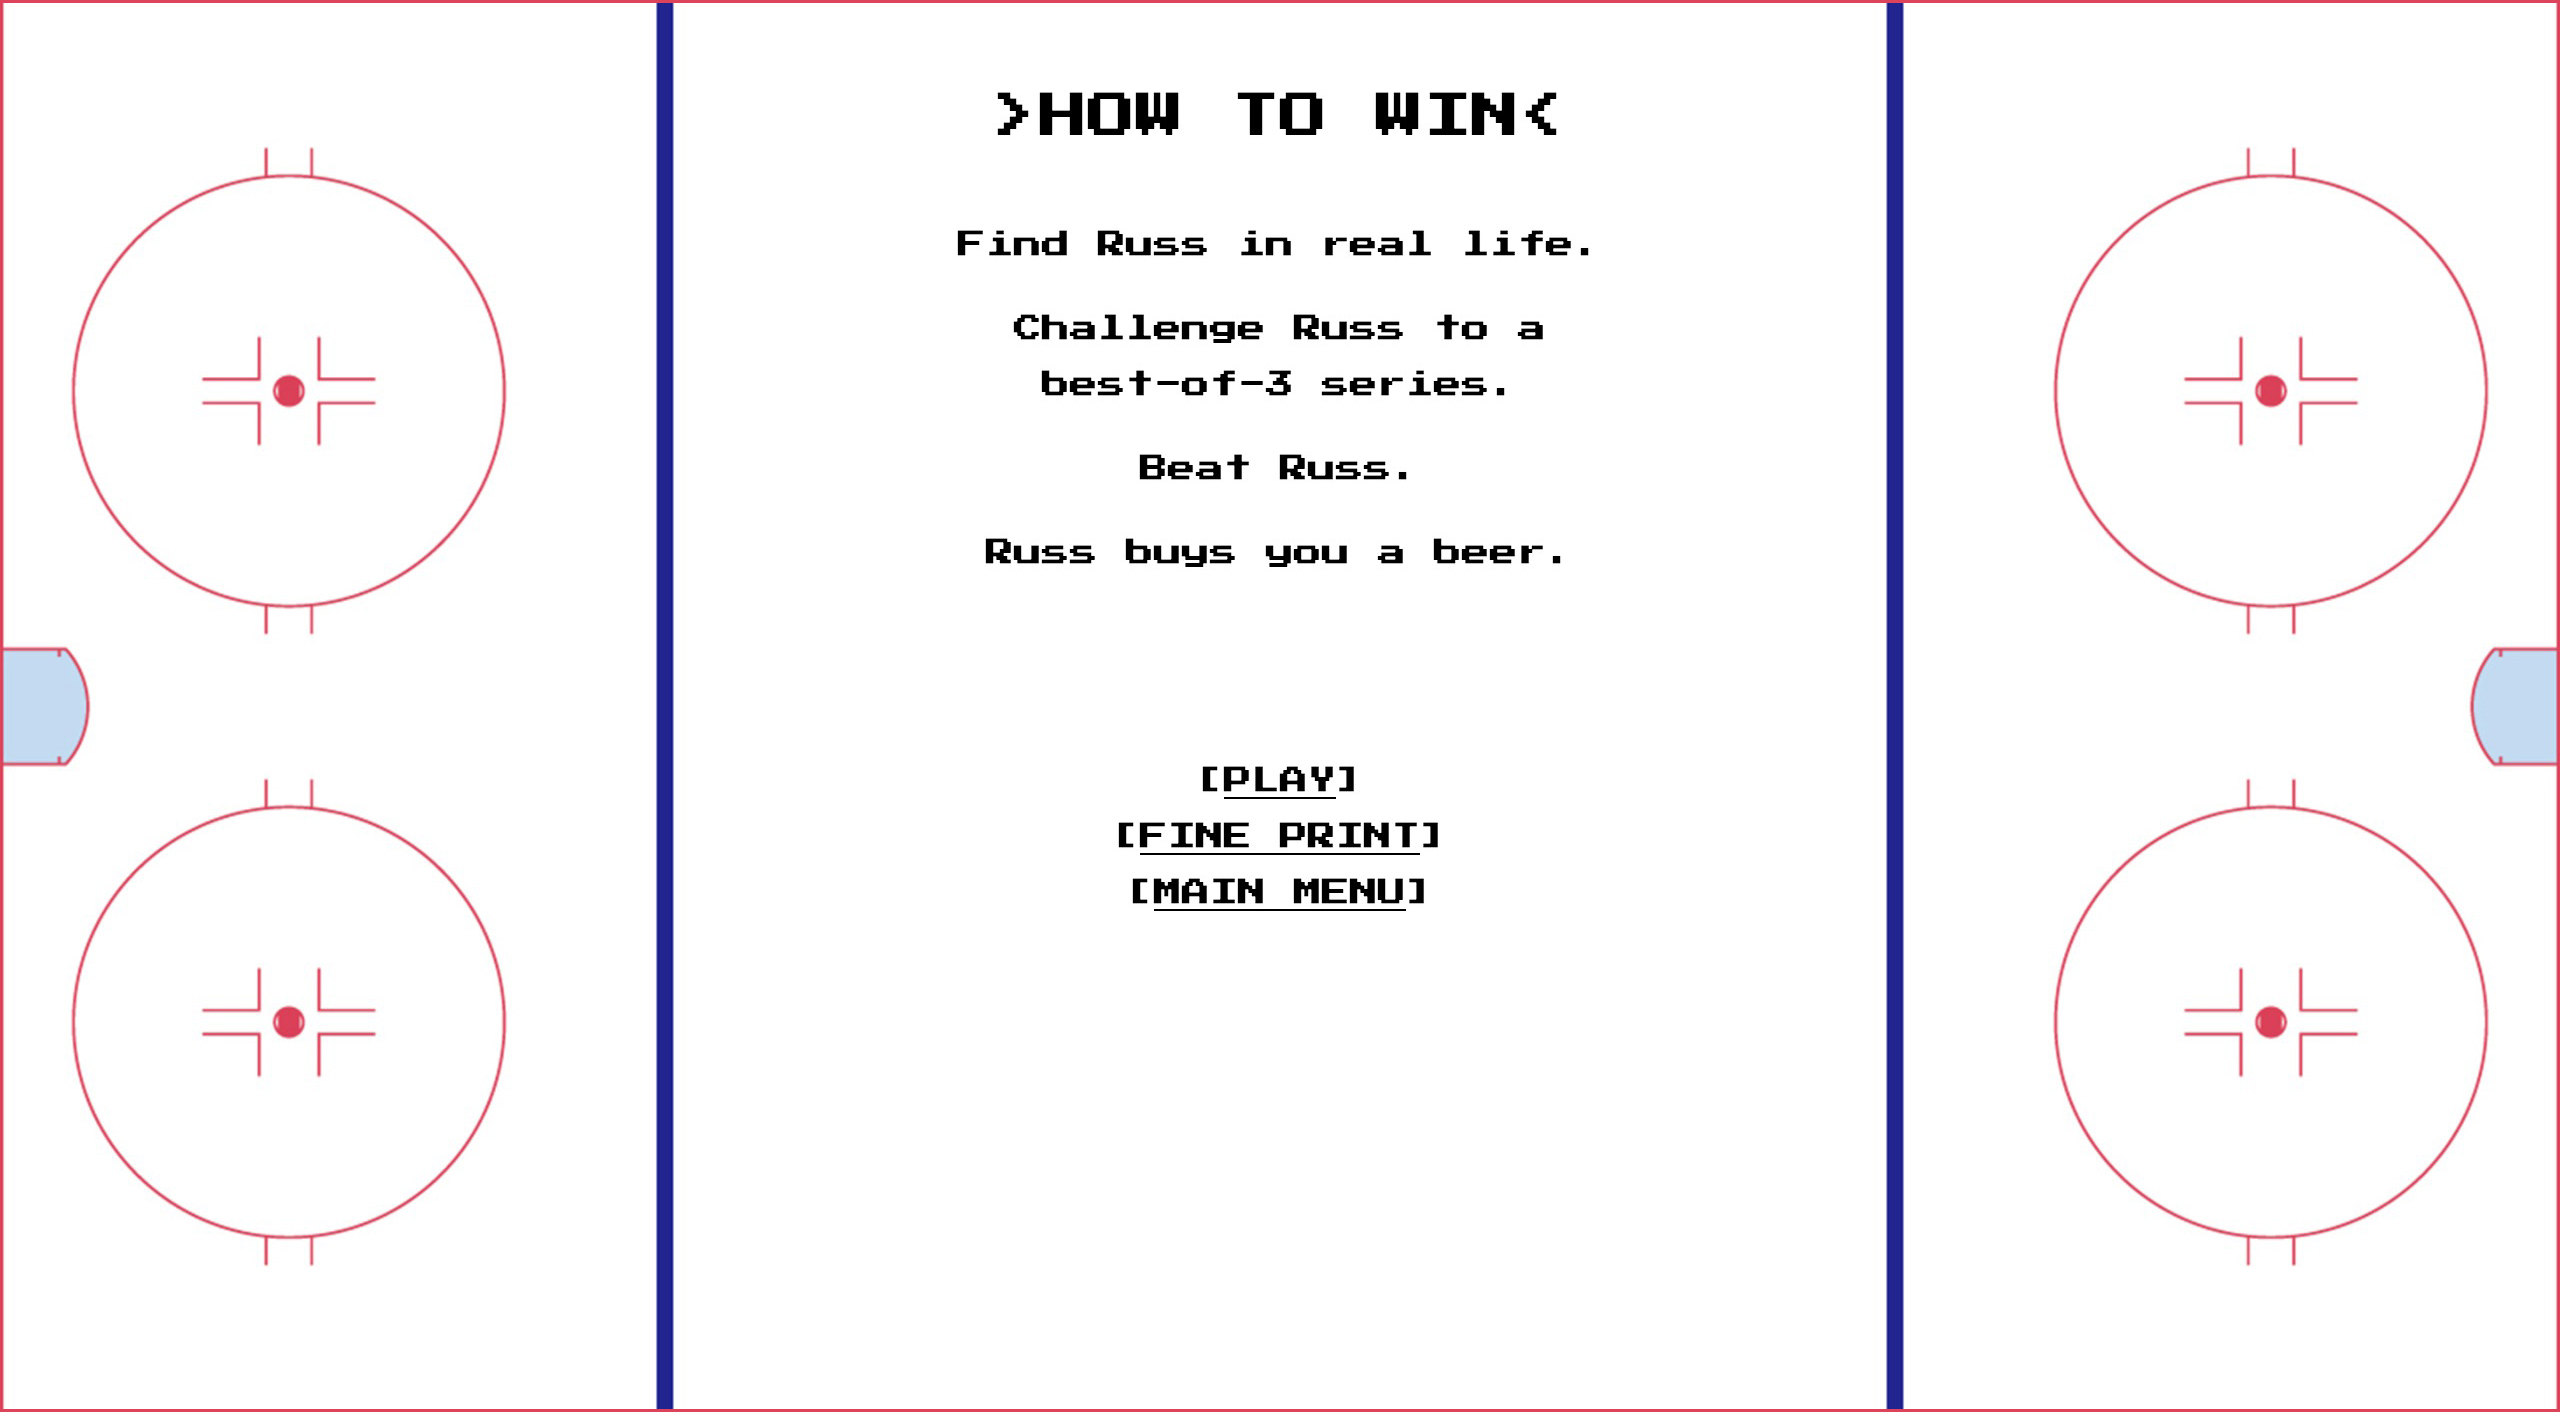 >HOW TO WIN<
Find Russ in real life.
Challenge Russ to a
best-of-3 series.
Beat Russ.
Russ buys you a beer.
[PLAY]
[FINE PRINT]
[MAIN MENU]